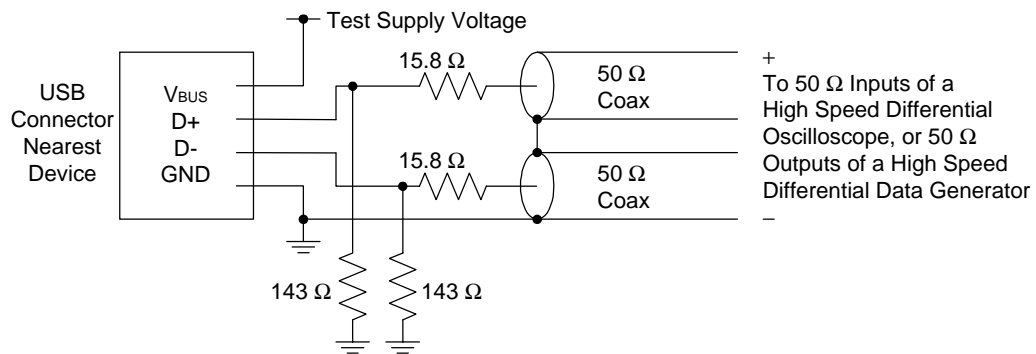 Test Supply Voltage
15.8 Ω
USB
Connector
Nearest
Device
VBUS
D+
D-
GND
50 Ω
Coax
+
To 50 Ω Inputs of a
High Speed Differential
Oscilloscope, or 50 Ω
Outputs of a High Speed
Differential Data Generator
−
15.8 Ω
50 Ω
Coax
143 Ω
143 Ω